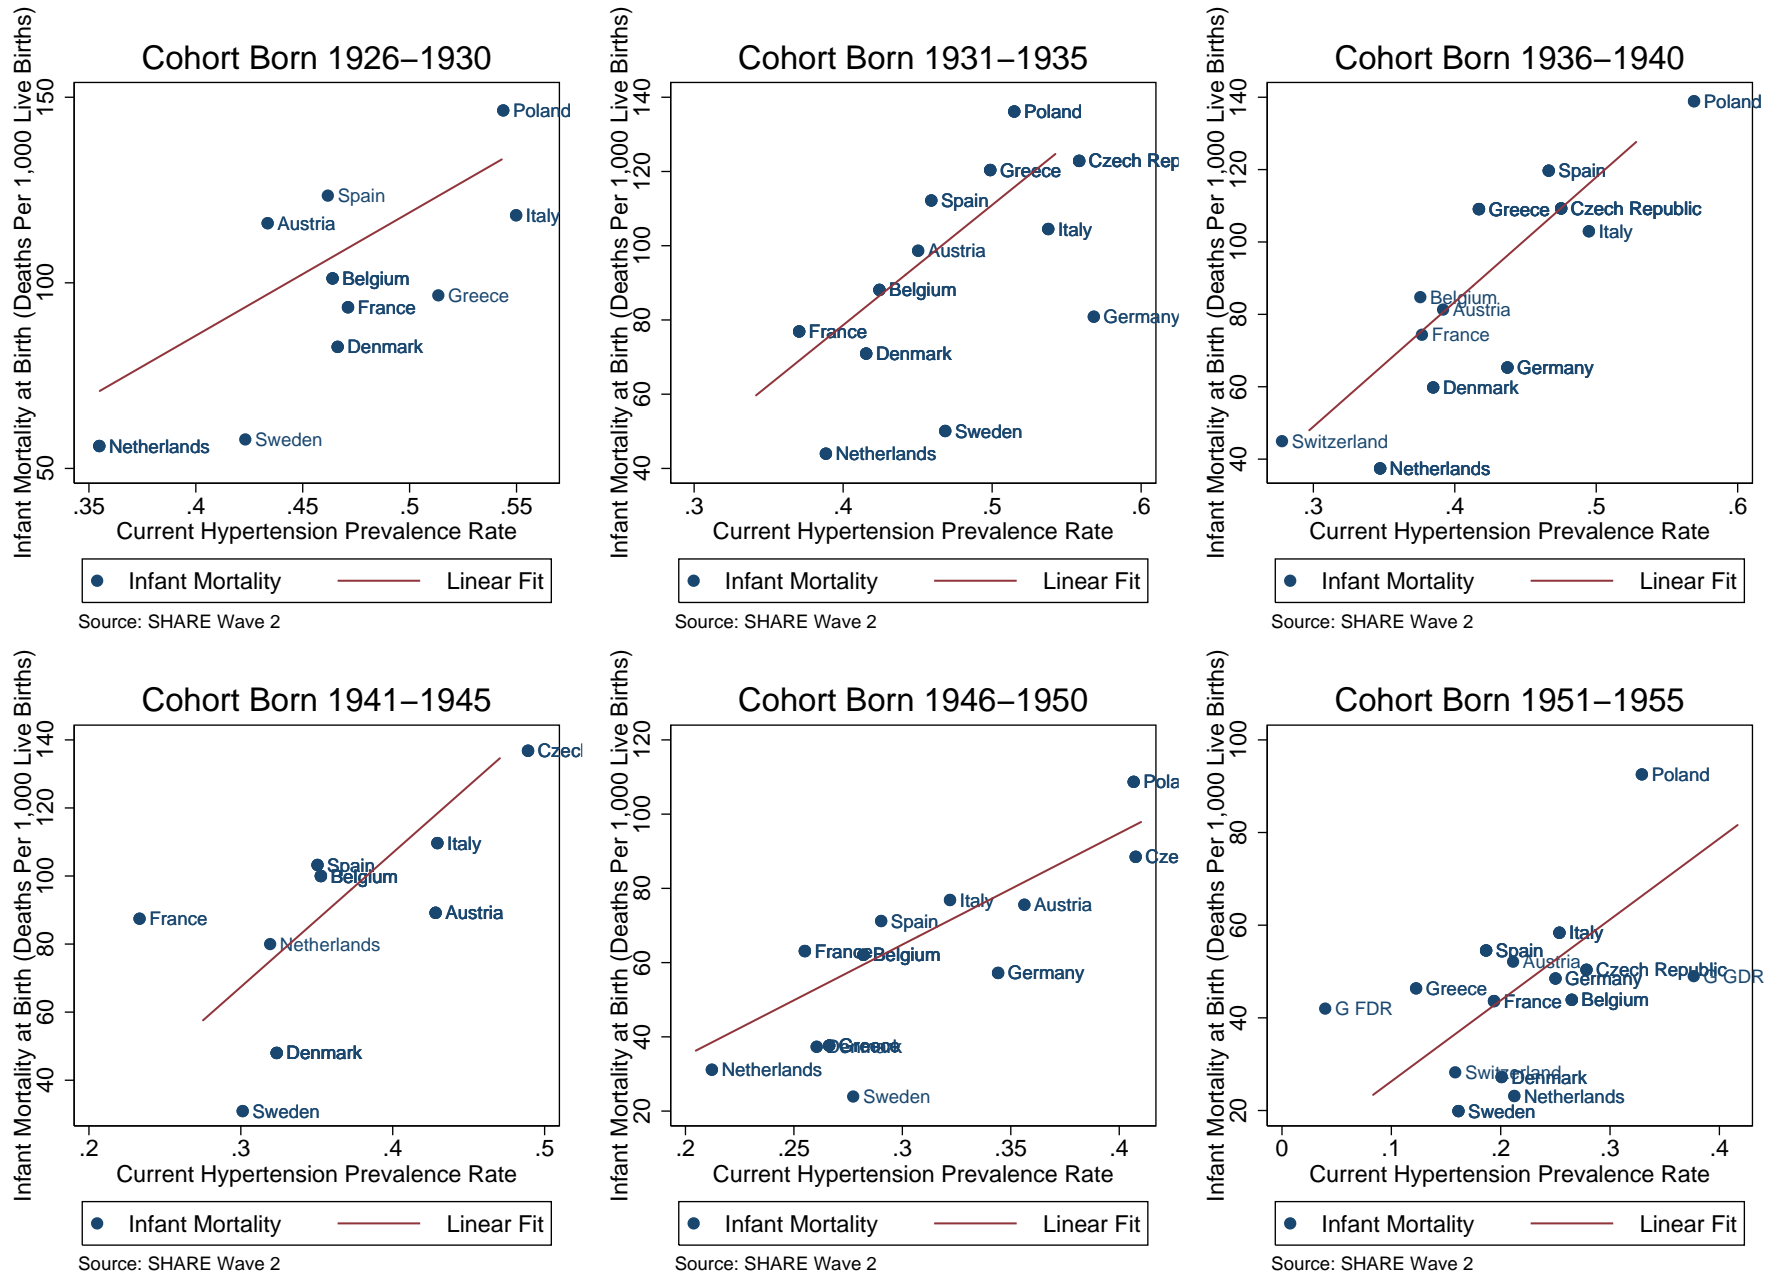 Cohort Born 1926–1930
Infant Mortality at Birth (Deaths Per 1,000 Live Births)
150
100
50
Poland
Spain
Italy
Austria
Belgium
Greece
France
Denmark
Sweden
Netherlands
.35 .4 .45 .5 .55
Current Hypertension Prevalence Rate
Infant Mortality Linear Fit
Source: SHARE Wave 2
Cohort Born 1931–1935
Infant Mortality at Birth (Deaths Per 1,000 Live Births)
140
120
100
80
60
40
Poland
Czech Rep
Greece
Spain
Italy
Austria
Belgium
Germany
France
Denmark
Sweden
Netherlands
.3 .4 .5 .6
Current Hypertension Prevalence Rate
Infant Mortality Linear Fit
Source: SHARE Wave 2
Cohort Born 1936–1940
Infant Mortality at Birth (Deaths Per 1,000 Live Births)
140
120
100
80
60
40
Poland
Spain
Greece
Czech Republic
Italy
Belgium
Austria
France
Germany
Denmark
Switzerland
Netherlands
.3 .4 .5 .6
Current Hypertension Prevalence Rate
Infant Mortality Linear Fit
Source: SHARE Wave 2
Cohort Born 1941–1945
Infant Mortality at Birth (Deaths Per 1,000 Live Births)
140
120
100
80
60
40
Czec
Italy
Spain
Belgium
Austria
France
Netherlands
Denmark
Sweden
.2 .3 .4 .5
Current Hypertension Prevalence Rate
Infant Mortality Linear Fit
Source: SHARE Wave 2
Cohort Born 1946–1950
Infant Mortality at Birth (Deaths Per 1,000 Live Births)
120
100
80
60
40
20
Pola
Cze
Italy
Austria
Spain
France
Belgium
Germany
Greece
Denmark
Netherlands
Sweden
.2 .25 .3 .35 .4
Current Hypertension Prevalence Rate
Infant Mortality Linear Fit
Source: SHARE Wave 2
Cohort Born 1951–1955
Infant Mortality at Birth (Deaths Per 1,000 Live Births)
100
80
60
40
20
Poland
Italy
Spain
Austria
Czech Republic
G GDR
Germany
Greece
France
Belgium
G FDR
Switzerland
Denmark
Netherlands
Sweden
0 .1 .2 .3 .4
Current Hypertension Prevalence Rate
Infant Mortality Linear Fit
Source: SHARE Wave 2